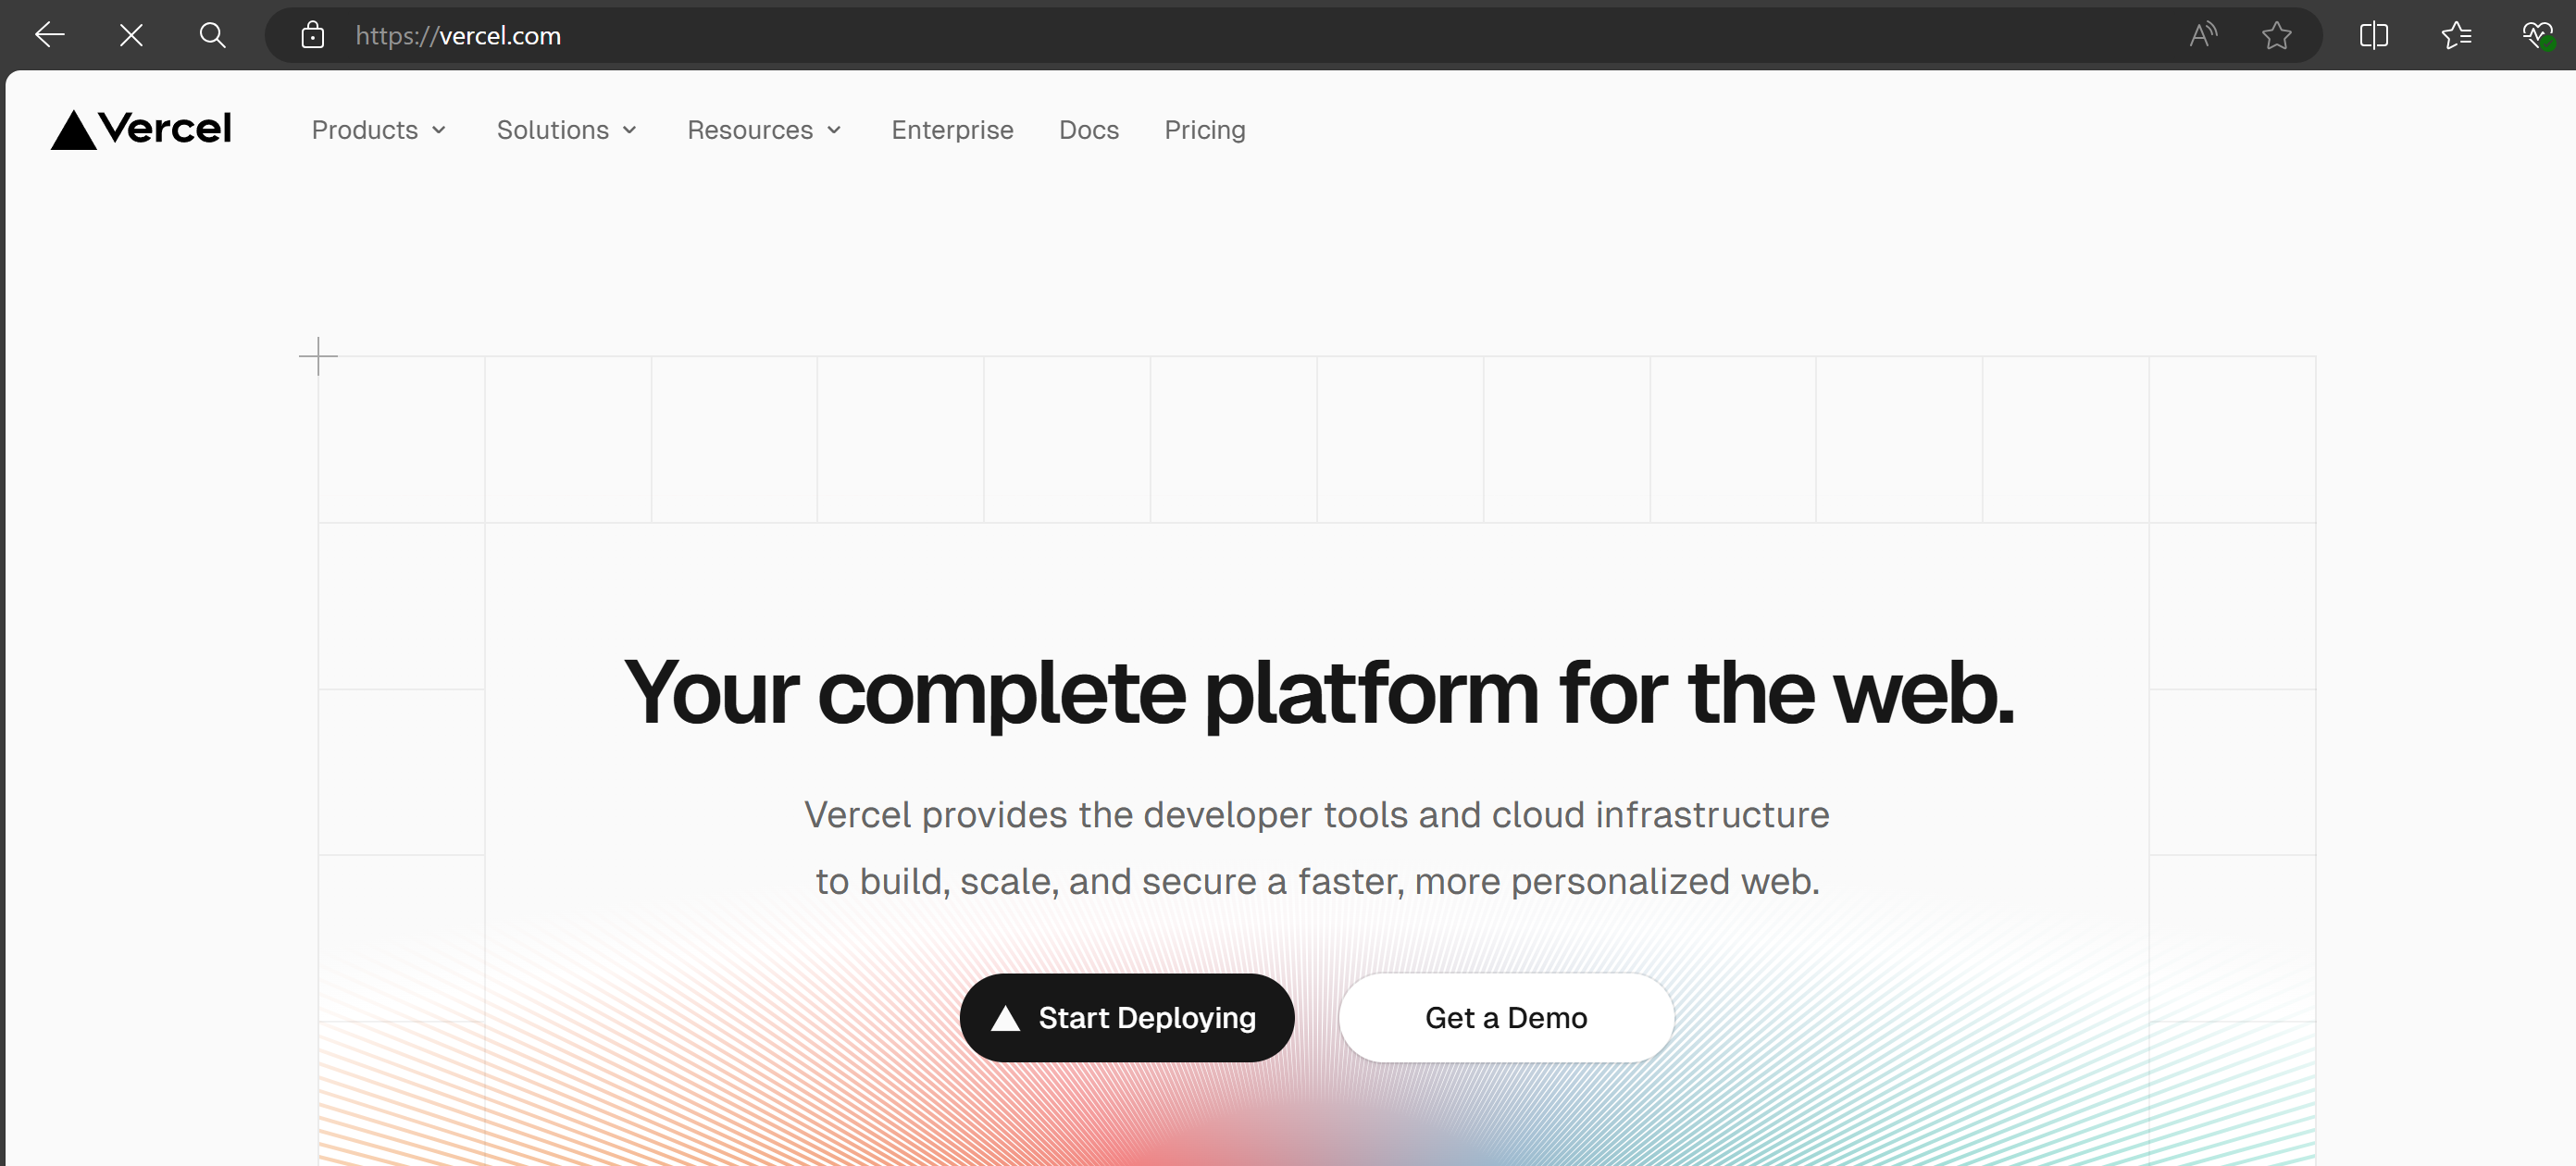 https://vercel.com
Vercel Products Solutions Resources Enterprise Docs Pricing
Your complete platform for the web.
Vercel provides the developer tools and cloud infrastructure
to build, scale, and secure a faster, more personalized web.
Start Deploying Get a Demo